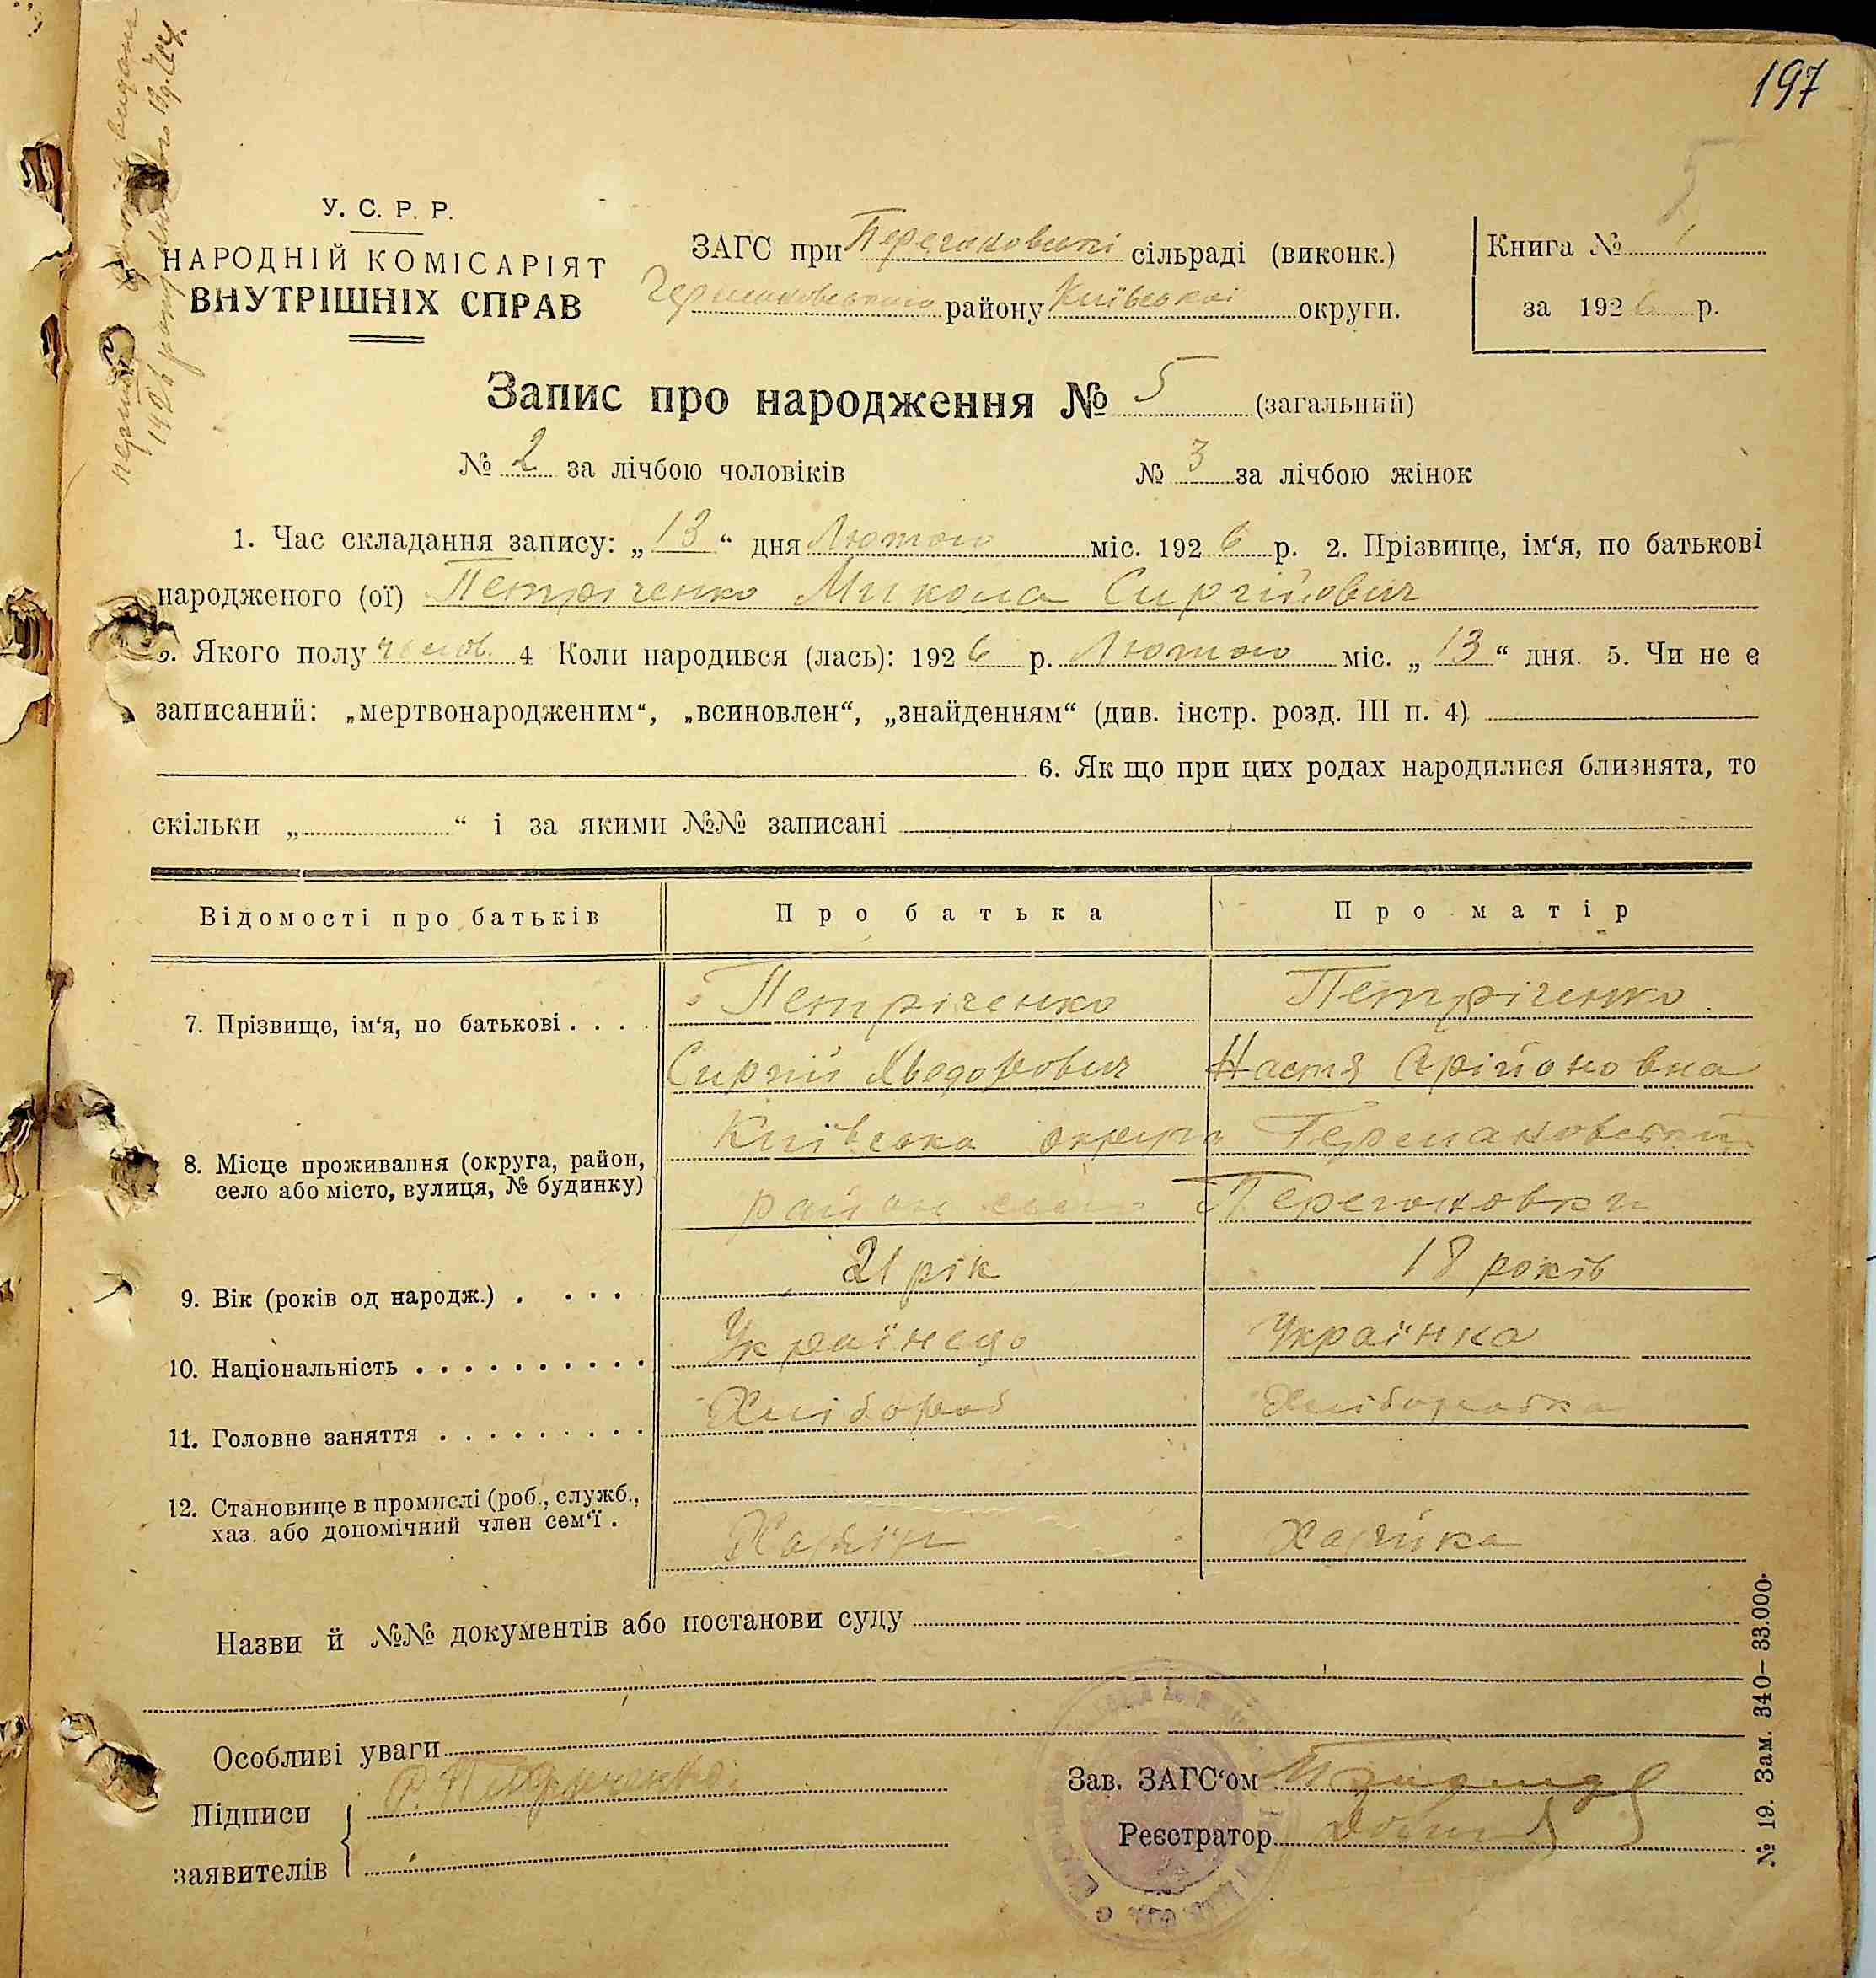 197
5
У. С. Р. Р.
НАРОДНІЙ КОМІСАРІЯТ
ВНУТРІШНІХ СПРАВ
ЗАГС при сільраді (виконк.)
району Київської округи.
Книга №
за 1926 р.
Запис про народження № 5 (загальний)
№ 2 за лічбою чоловіків № 3 за лічбою жінок
1. Час складання запису: „13“ дня Лютого міс. 1926 р. 2. Прізвище, ім‘я, по батькові
народженого (ої) Петріченко Микола Сиргійович
Якого полу чолов. 4 Коли народився (лась): 1926 р. Лютого міс. „13“ дня. 5. Чи не є
записаний: „мертвонародженим“, „всиновлен“, „знайденням“ (див. інстр. розд. III п. 4)
6. Як що при цих родах народилися близнята, то
скільки „ “ і за якими №№ записані
Відомості про батьків Про батька Про матір
7. Прізвище, ім‘я, по батькові . . . . Петріченко Петріченко
Сиргій Хведорович Настя
Київська округа
8. Місце проживання (округа, район,
село або місто, вулиця, № будинку)
район село Перегоновки
9. Вік (років од народж.) . . . . 21 рік 18 років
10. Національність . . . . . . . . . . Українець Українка
11. Головне заняття . . . . . . . . . Хлібороб Хліборобка
12. Становище в промислі (роб., служб.,
хаз. або допомічний член сем‘ї . Хазяїн Хазяйка
Назви й №№ документів або постанови суду
Особливі уваги
Підписи
заявителів
Зав. ЗАГС‘ом
Реєстратор
№ 19. Зам. 340– 33.000.